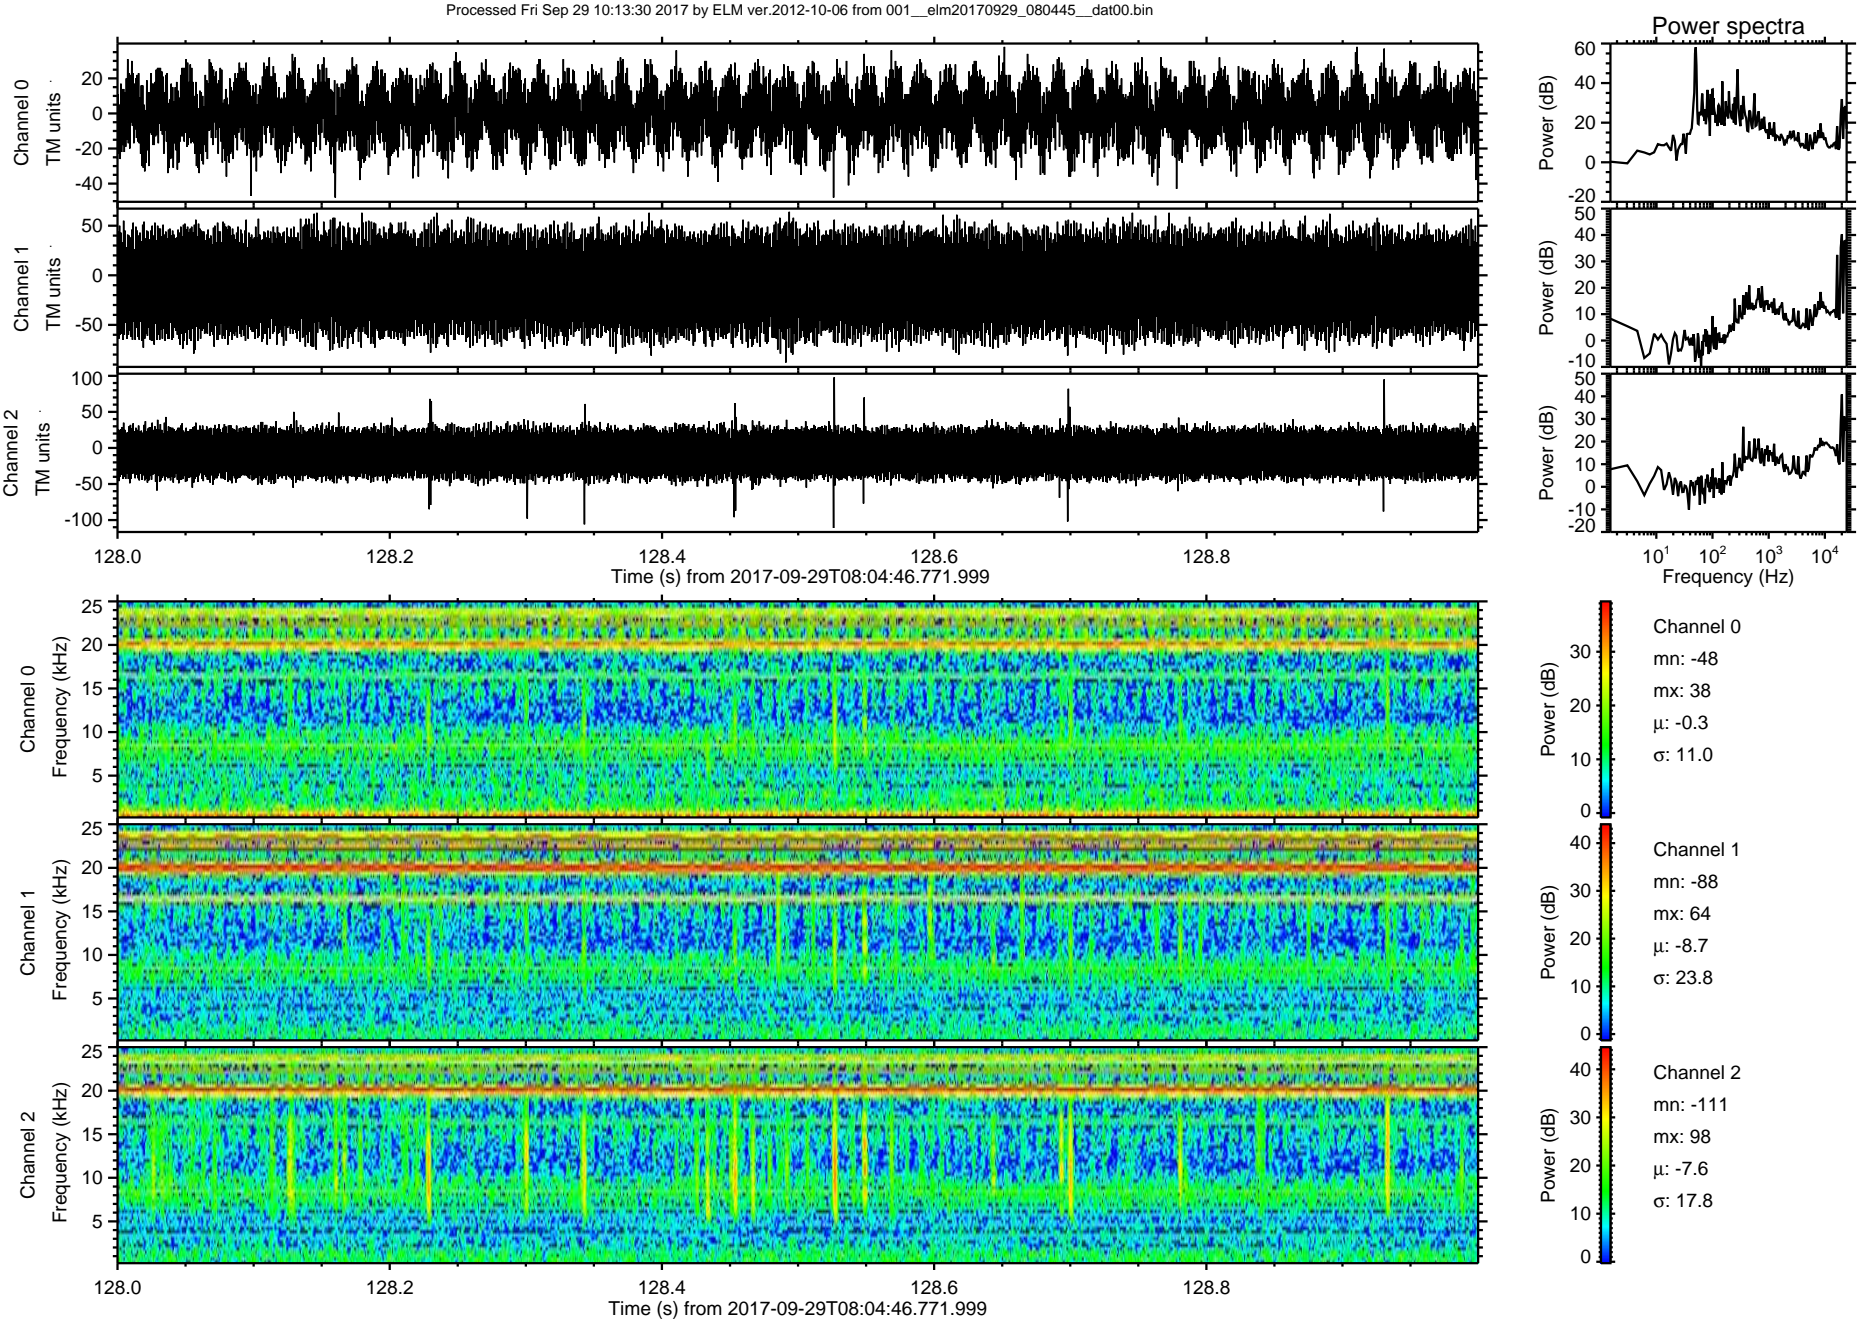 Processed Fri Sep 29 10:13:30 2017 by ELM ver.2012-10-06 from 001__elm20170929_080445__dat00.bin
Power spectra
Channel 0
TM units
20
0
-20
-40
Power (dB)
60
40
20
0
-20
Channel 1
TM units
50
0
-50
Power (dB)
50
40
30
20
10
0
-10
Channel 2
TM units
100
50
0
-50
-100
Power (dB)
50
40
30
20
10
0
-10
-20
128.0
128.2
128.4
128.6
128.8
Time (s) from 2017-09-29T08:04:46.771.999
10^1
10^2
10^3
10^4
Frequency (Hz)
Channel 0
Frequency (kHz)
25
20
15
10
5
Power (dB)
30
20
10
0
Channel 0
mn: -48
mx: 38
μ: -0.3
σ: 11.0
Channel 1
Frequency (kHz)
25
20
15
10
5
Power (dB)
40
30
20
10
0
Channel 1
mn: -88
mx: 64
μ: -8.7
σ: 23.8
Channel 2
Frequency (kHz)
25
20
15
10
5
Power (dB)
40
30
20
10
0
Channel 2
mn: -111
mx: 98
μ: -7.6
σ: 17.8
128.0
128.2
128.4
128.6
128.8
Time (s) from 2017-09-29T08:04:46.771.999